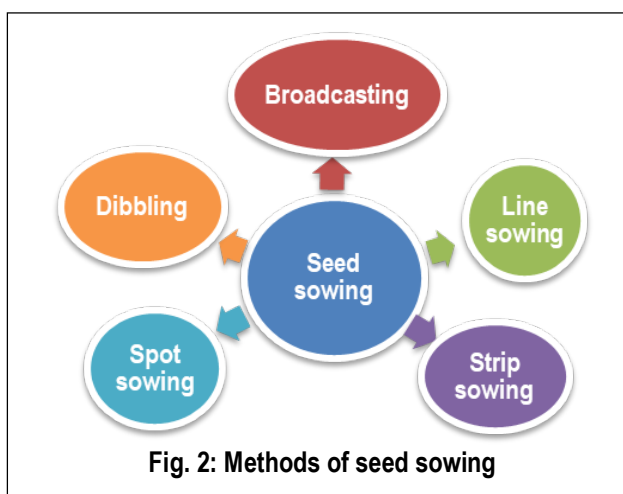 Broadcasting
Dibbling
Line
sowing
Seed
sowing
Spot
sowing
Strip
sowing
Fig. 2: Methods of seed sowing